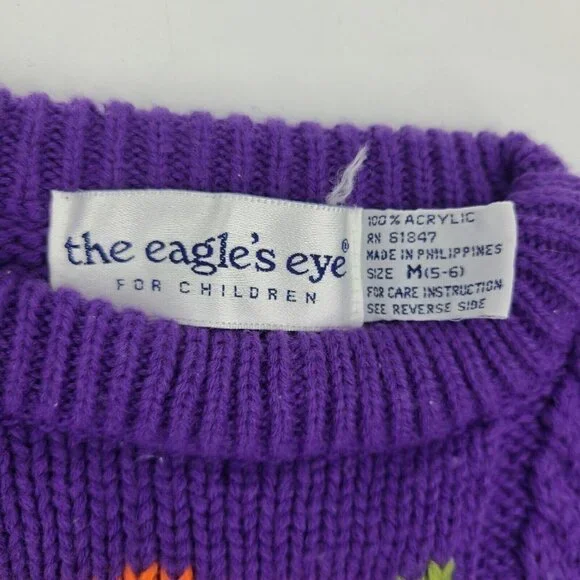 the eagle's eye®
FOR CHILDREN
100% ACRYLIC
RN 61847
MADE IN PHILIPPINES
SIZE M(5-6)
FOR CARE INSTRUCTION
SEE REVERSE SIDE